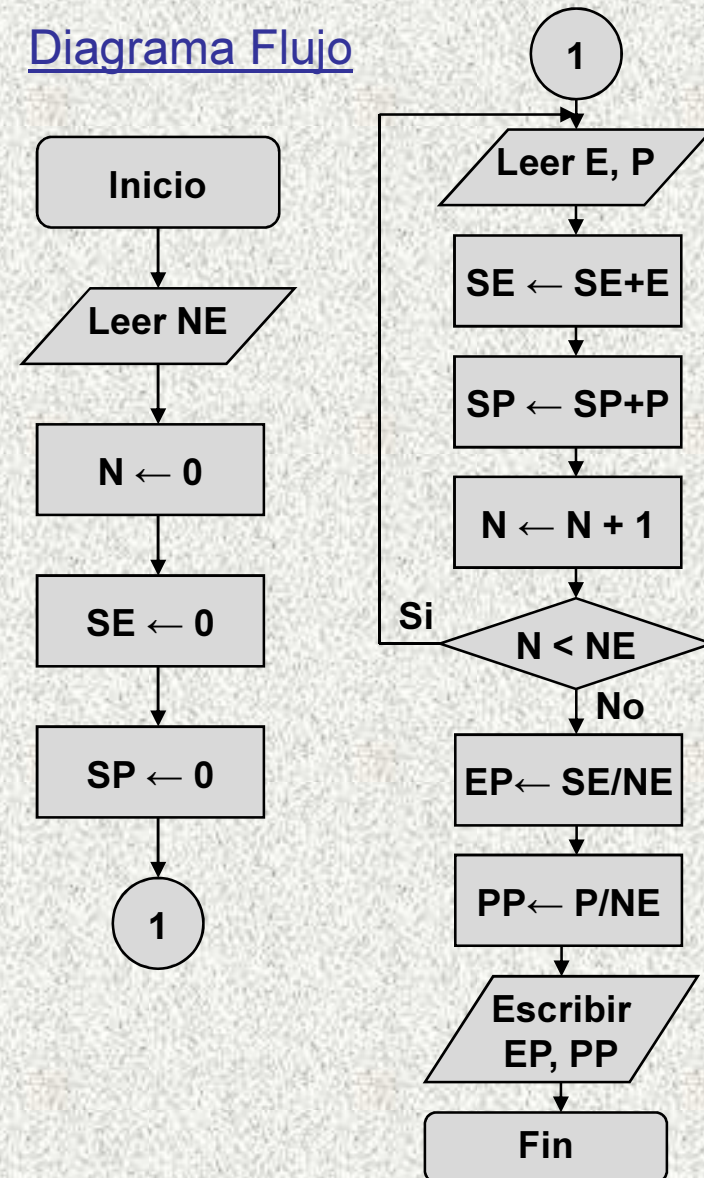 Diagrama Flujo
Inicio
Leer NE
N ← 0
SE ← 0
SP ← 0
1
1
Leer E, P
SE ← SE+E
SP ← SP+P
N ← N + 1
Si
N < NE
No
EP← SE/NE
PP← P/NE
Escribir
EP, PP
Fin